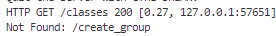 HTTP GET /classes 200 [0.27, 127.0.0.1:57651]
Not Found: /create_group